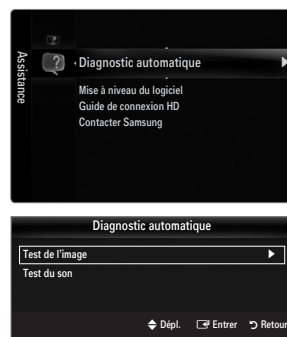 Assistance
Diagnostic automatique
Mise à niveau du logiciel
Guide de connexion HD
Contacter Samsung
Diagnostic automatique
Test de l'image
Test du son
Dépl. Entrer Retour